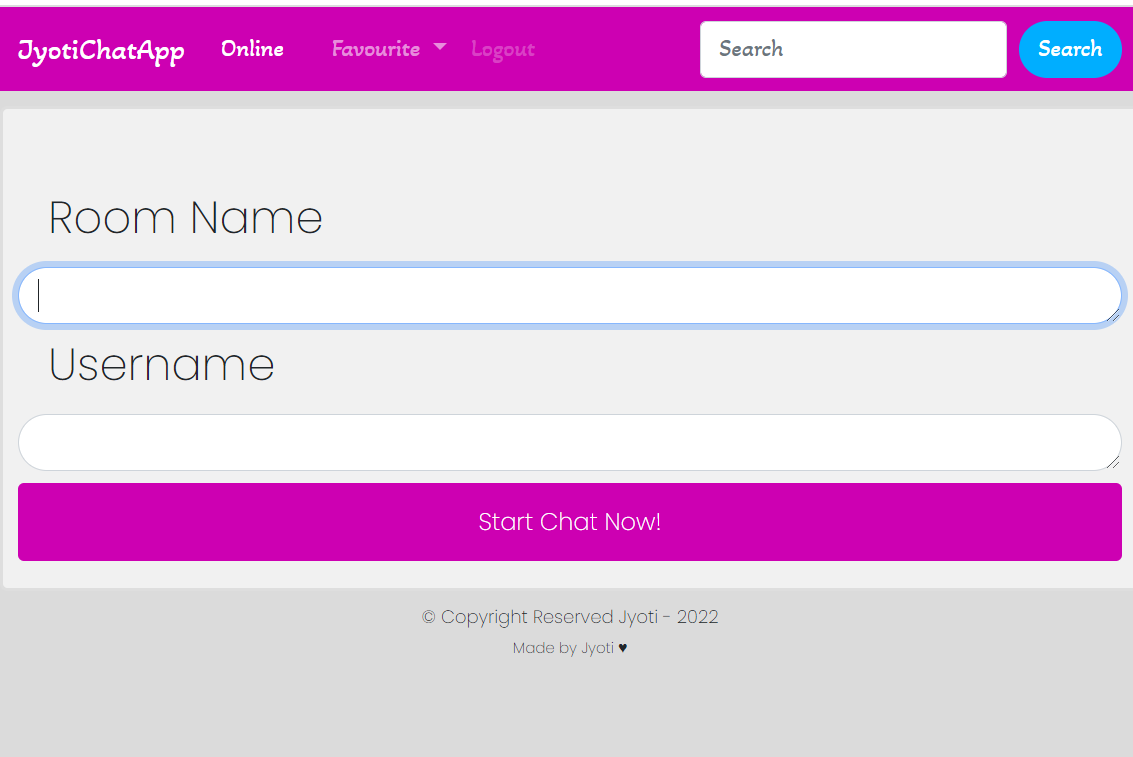 JyotiChatApp Online Favourite Logout Search Search
Room Name
Username
Start Chat Now!
© Copyright Reserved Jyoti - 2022
Made by Jyoti ♥